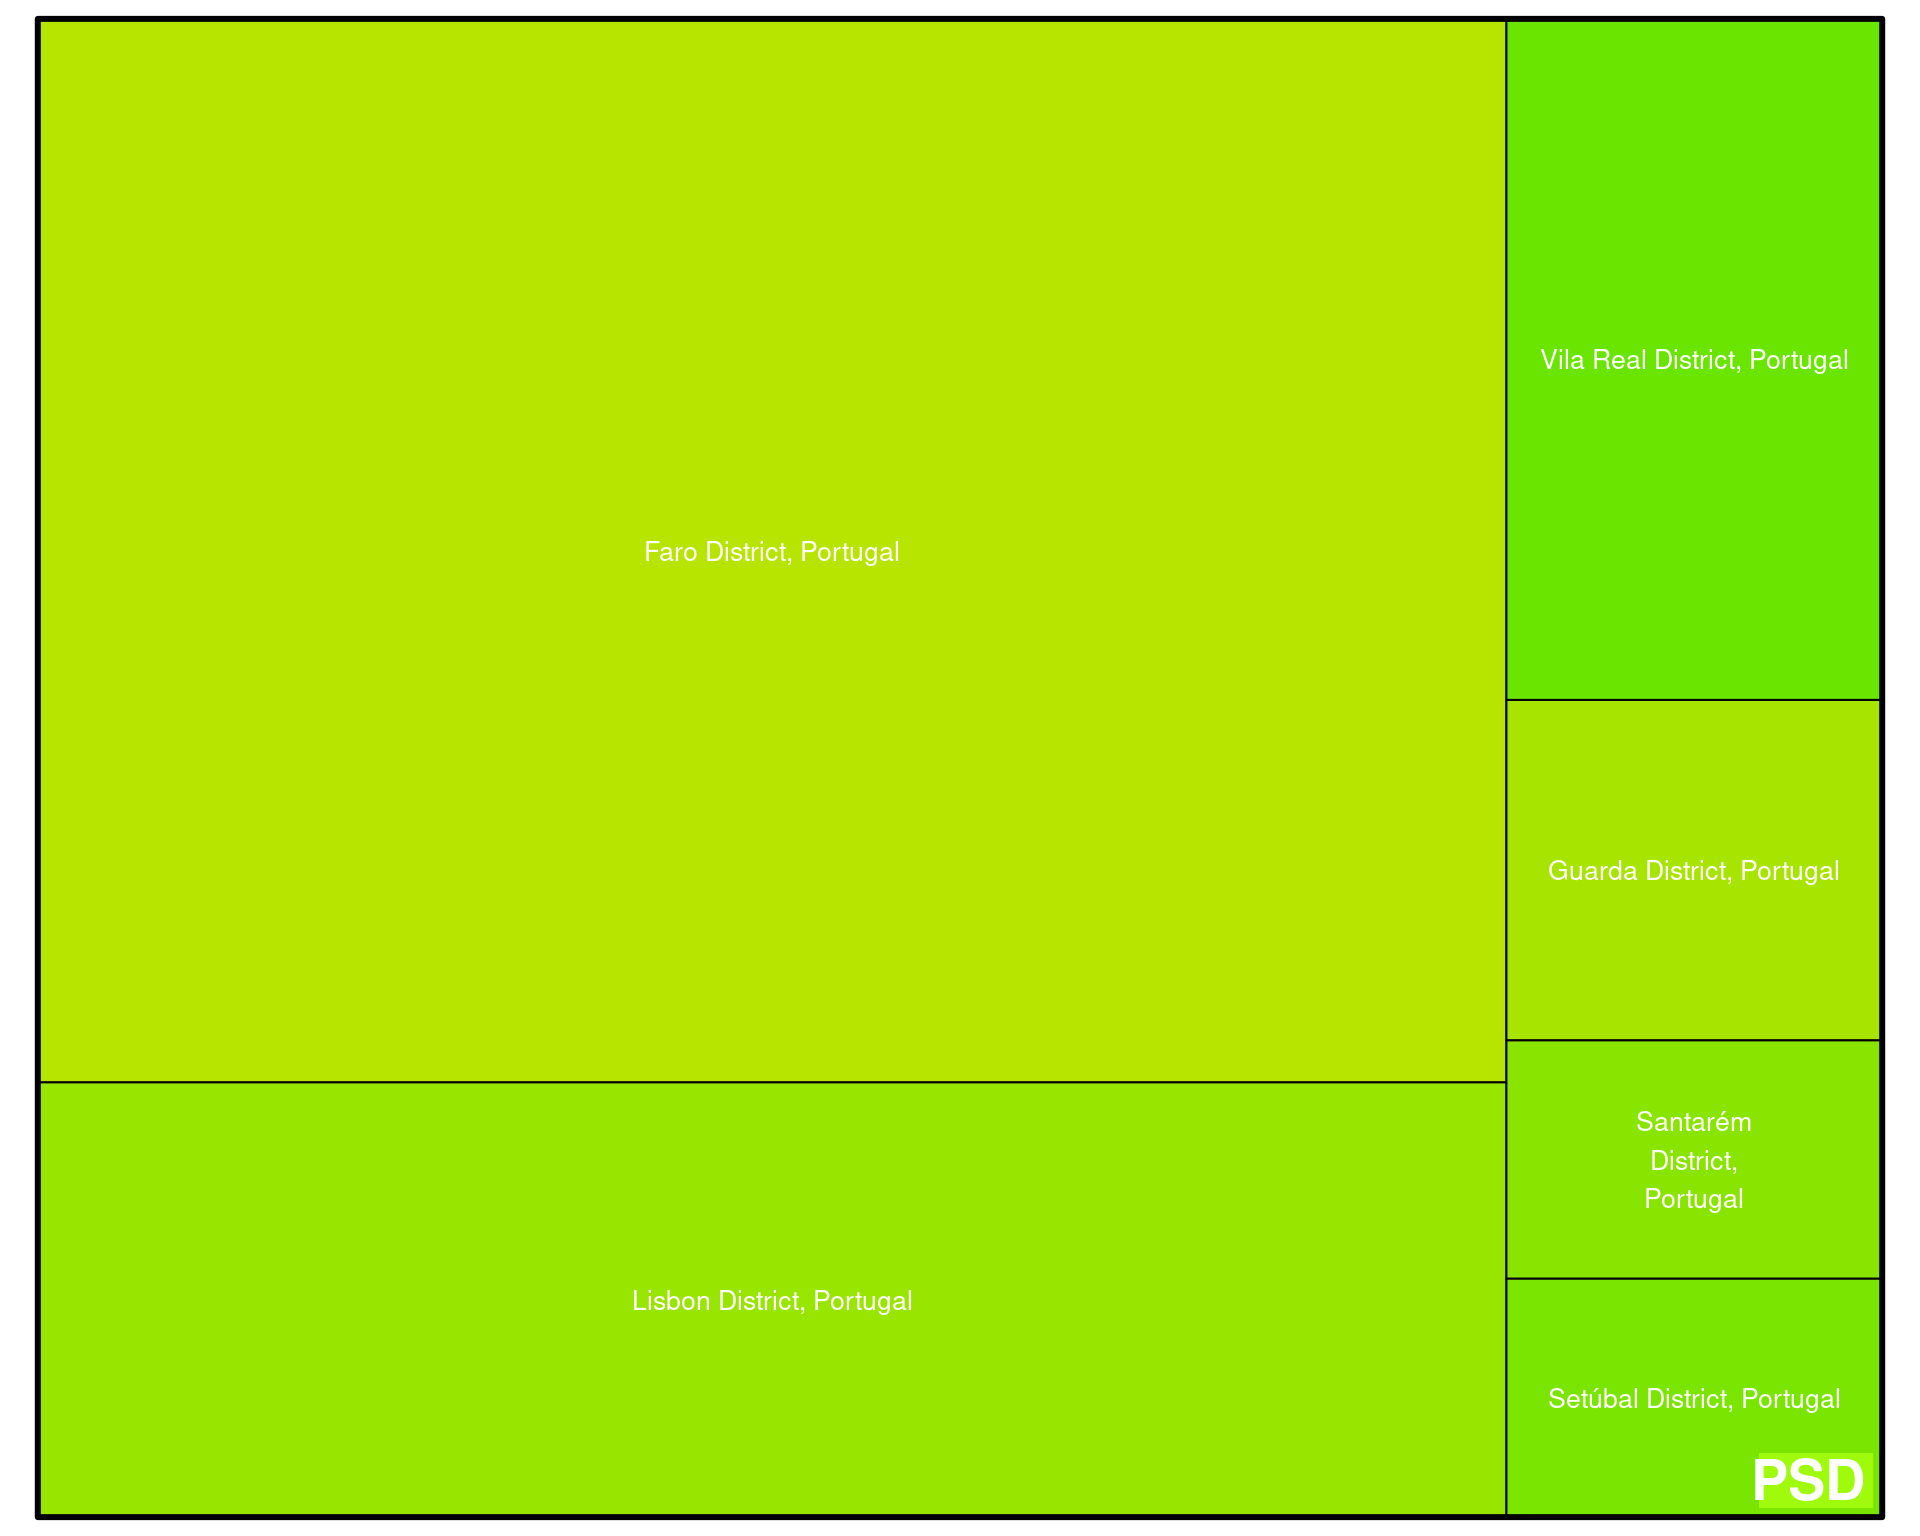 Faro District, Portugal
Lisbon District, Portugal
Vila Real District, Portugal
Guarda District, Portugal
Santarém
District,
Portugal
Setúbal District, Portugal
PSD